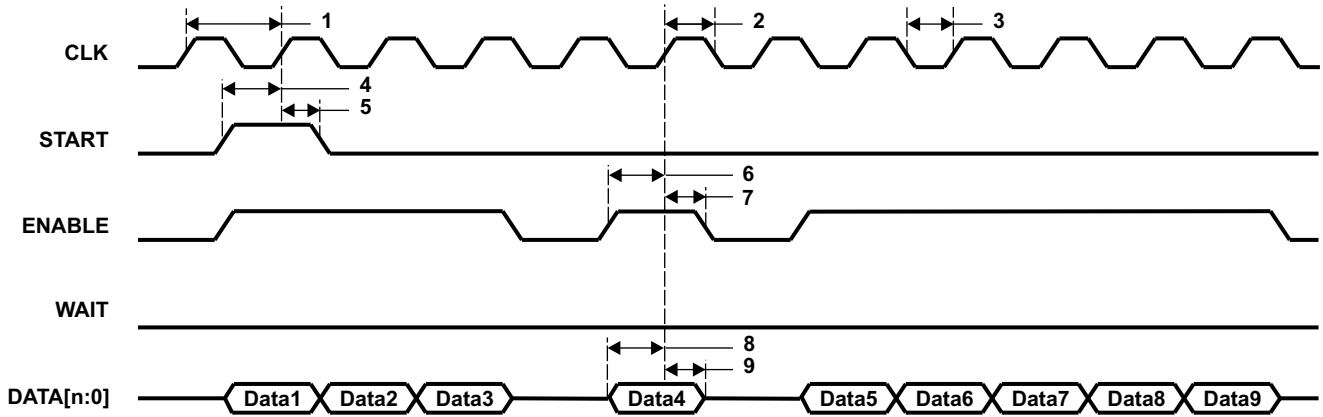 1 2 3
CLK
4
5
START
6
7
ENABLE
WAIT
8
9
DATA[n:0] Data1 Data2 Data3 Data4 Data5 Data6 Data7 Data8 Data9